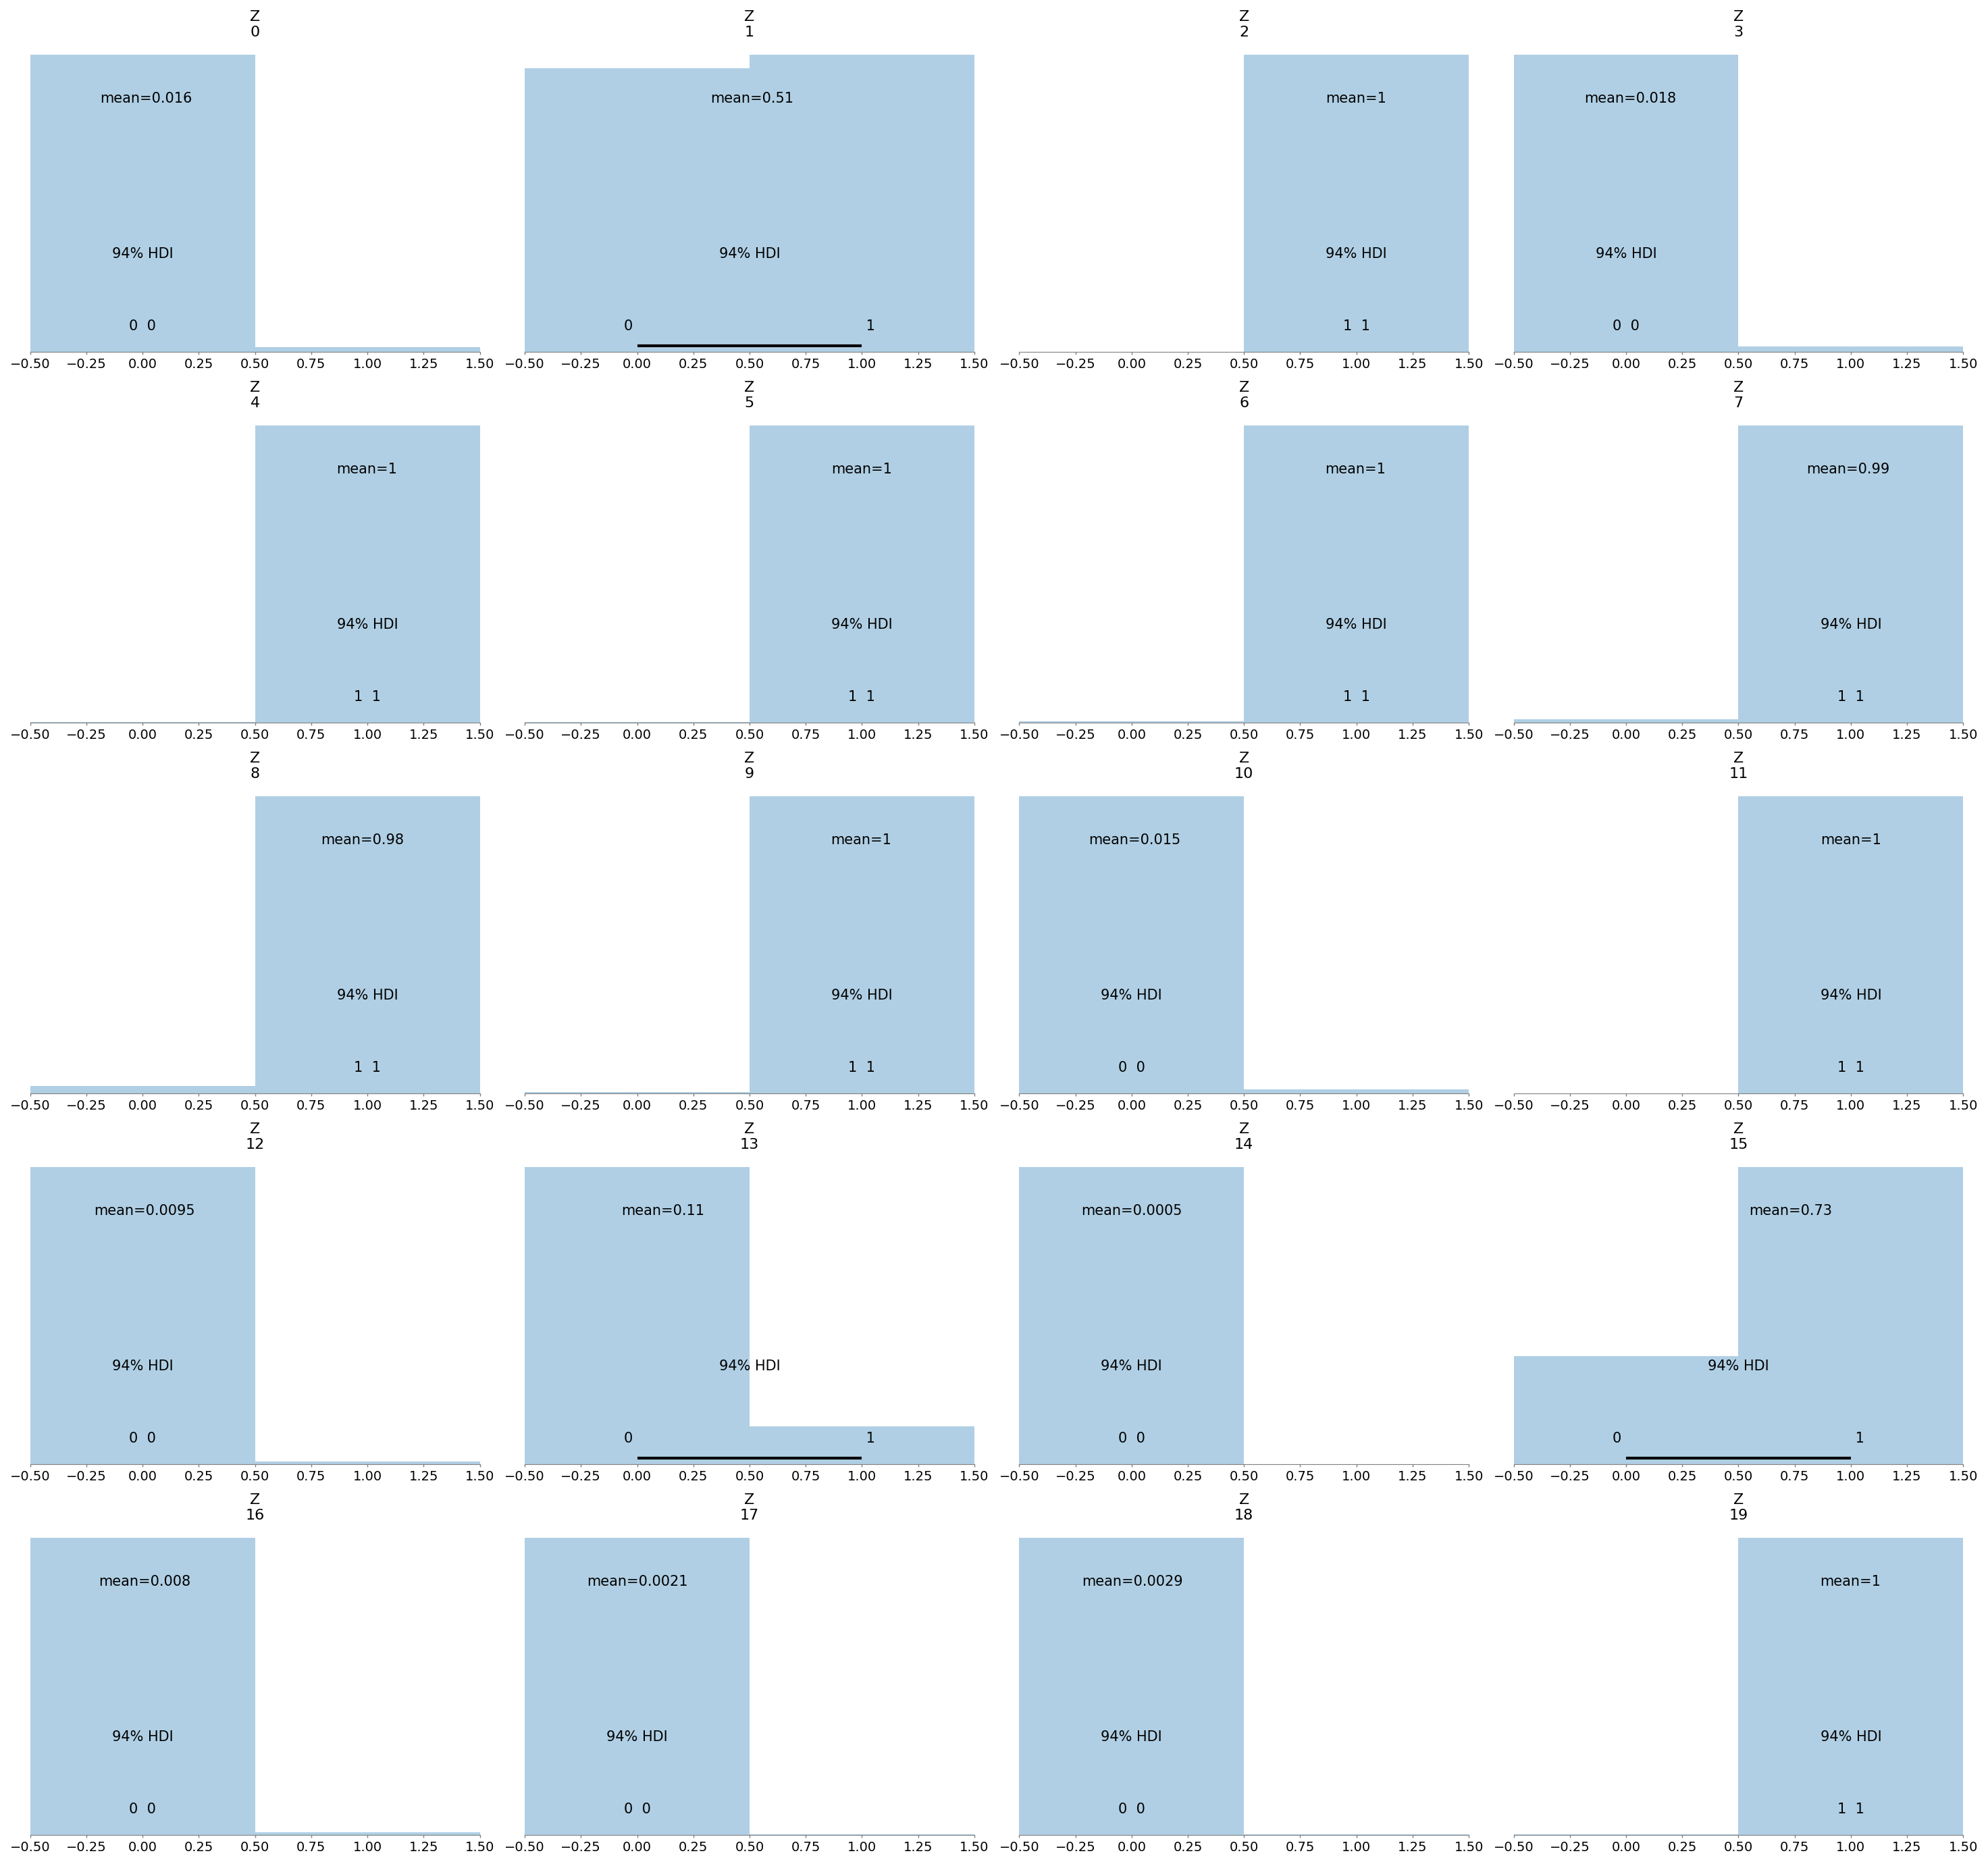 Z Z Z Z
0 1 2 3
mean=0.016 mean=0.51 mean=1 mean=0.018
94% HDI 94% HDI 94% HDI 94% HDI
0 0 0 1 1 1 0 0
−0.50 −0.25 0.00 0.25 0.50 0.75 1.00 1.25 1.50 −0.50 −0.25 0.00 0.25 0.50 0.75 1.00 1.25 1.50 −0.50 −0.25 0.00 0.25 0.50 0.75 1.00 1.25 1.50 −0.50 −0.25 0.00 0.25 0.50 0.75 1.00 1.25 1.50
Z Z Z Z
4 5 6 7
mean=1 mean=1 mean=1 mean=0.99
94% HDI 94% HDI 94% HDI 94% HDI
1 1 1 1 1 1 1 1
−0.50 −0.25 0.00 0.25 0.50 0.75 1.00 1.25 1.50 −0.50 −0.25 0.00 0.25 0.50 0.75 1.00 1.25 1.50 −0.50 −0.25 0.00 0.25 0.50 0.75 1.00 1.25 1.50 −0.50 −0.25 0.00 0.25 0.50 0.75 1.00 1.25 1.50
Z Z Z Z
8 9 10 11
mean=0.98 mean=1 mean=0.015 mean=1
94% HDI 94% HDI 94% HDI 94% HDI
1 1 1 1 0 0 1 1
−0.50 −0.25 0.00 0.25 0.50 0.75 1.00 1.25 1.50 −0.50 −0.25 0.00 0.25 0.50 0.75 1.00 1.25 1.50 −0.50 −0.25 0.00 0.25 0.50 0.75 1.00 1.25 1.50 −0.50 −0.25 0.00 0.25 0.50 0.75 1.00 1.25 1.50
Z Z Z Z
12 13 14 15
mean=0.0095 mean=0.11 mean=0.0005 mean=0.73
94% HDI 94% HDI 94% HDI 94% HDI
0 0 0 1 0 0 0 1
−0.50 −0.25 0.00 0.25 0.50 0.75 1.00 1.25 1.50 −0.50 −0.25 0.00 0.25 0.50 0.75 1.00 1.25 1.50 −0.50 −0.25 0.00 0.25 0.50 0.75 1.00 1.25 1.50 −0.50 −0.25 0.00 0.25 0.50 0.75 1.00 1.25 1.50
Z Z Z Z
16 17 18 19
mean=0.008 mean=0.0021 mean=0.0029 mean=1
94% HDI 94% HDI 94% HDI 94% HDI
0 0 0 0 0 0 1 1
−0.50 −0.25 0.00 0.25 0.50 0.75 1.00 1.25 1.50 −0.50 −0.25 0.00 0.25 0.50 0.75 1.00 1.25 1.50 −0.50 −0.25 0.00 0.25 0.50 0.75 1.00 1.25 1.50 −0.50 −0.25 0.00 0.25 0.50 0.75 1.00 1.25 1.50